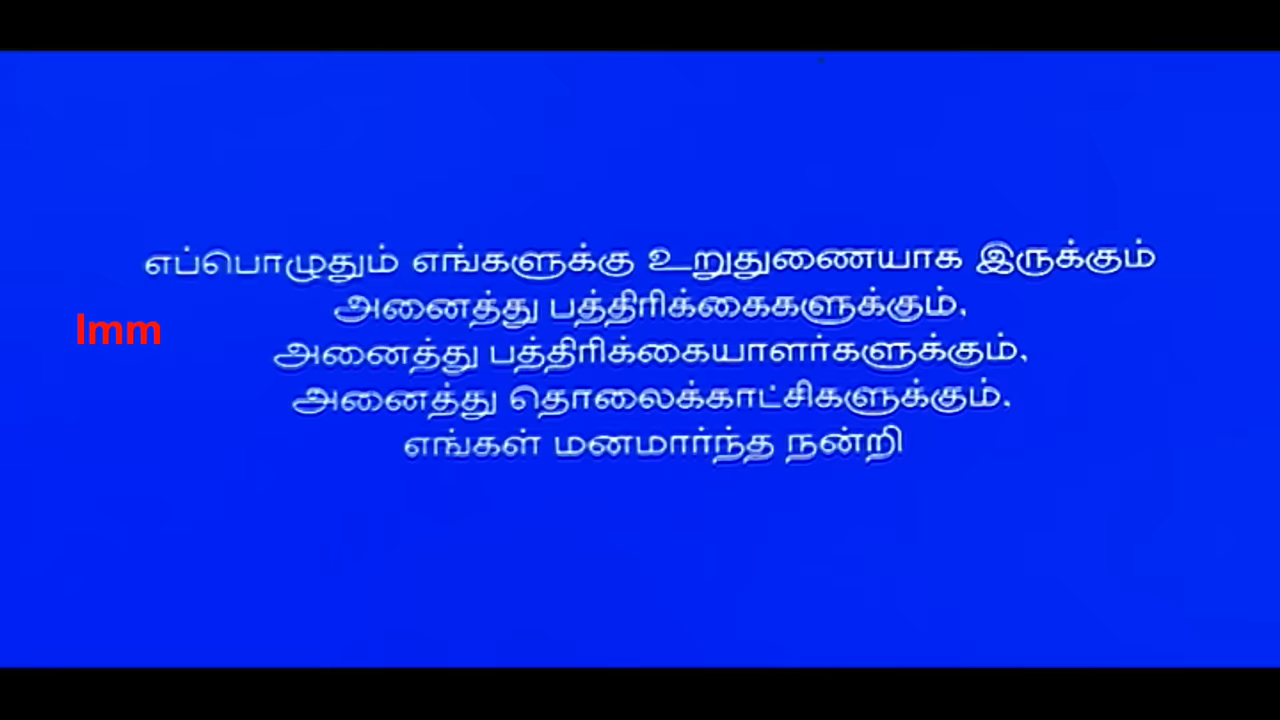 எப்பொழுதும் எங்களுக்கு உறுதுணையாக இருக்கும்
அனைத்து பத்திரிக்கைகளுக்கும்,
lmm
அனைத்து பத்திரிக்கையாளர்களுக்கும்,
அனைத்து தொலைக்காட்சிகளுக்கும்,
எங்கள் மனமார்ந்த நன்றி